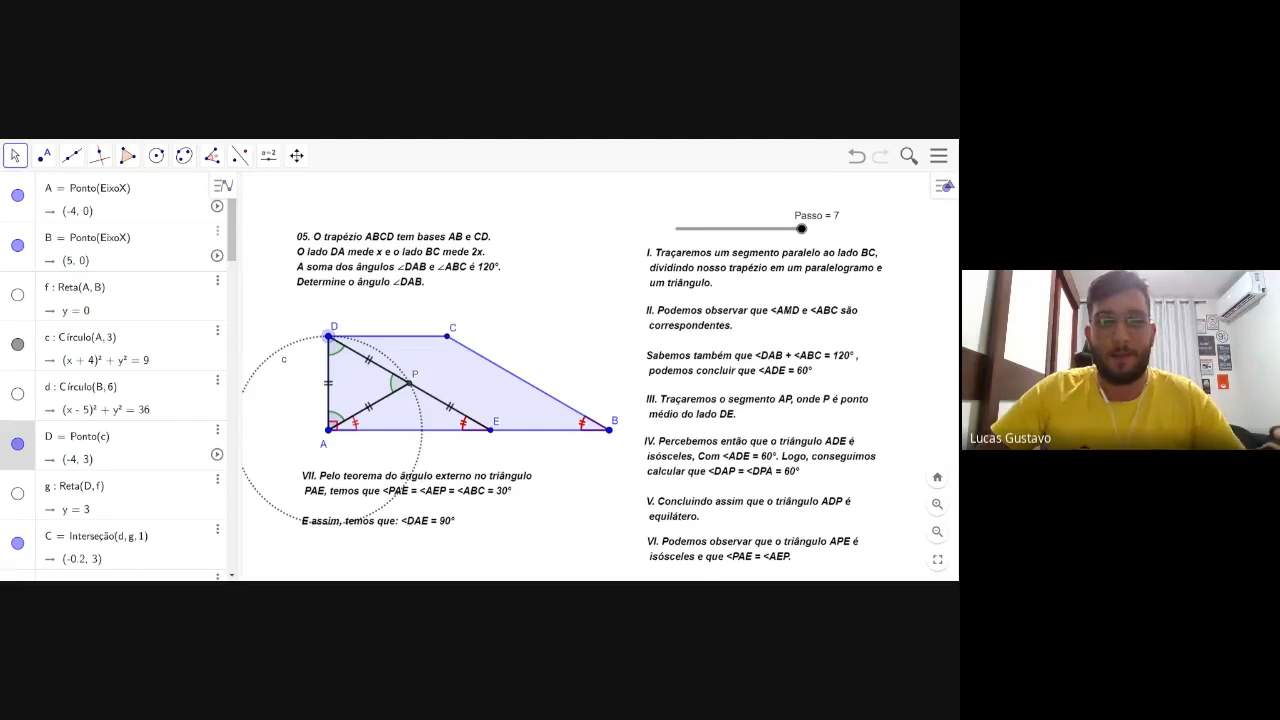 a=2
A = Ponto(EixoX)
→ (-4, 0)
B = Ponto(EixoX)
→ (5, 0)
f : Reta(A, B)
→ y = 0
c : Círculo(A, 3)
→ (x + 4)² + y² = 9
d : Círculo(B, 6)
→ (x - 5)² + y² = 36
D = Ponto(c)
→ (-4, 3)
g : Reta(D, f)
→ y = 3
C = Interseção(d,g,1)
→ (-0.2, 3)
05. O trapézio ABCD tem bases AB e CD.
O lado DA mede x e o lado BC mede 2x.
A soma dos ângulos ∠DAB e ∠ABC é 120°.
Determine o ângulo ∠DAB.
D
C
c
P
E
B
A
VII. Pelo teorema do ângulo externo no triângulo
PAE, temos que <PAE = <AEP = <ABC = 30°
E assim, temos que: <DAE = 90°
Passo = 7
I. Traçaremos um segmento paralelo ao lado BC,
dividindo nosso trapézio em um paralelogramo e
um triângulo.
II. Podemos observar que <AMD e <ABC são
correspondentes.
Sabemos também que <DAB + <ABC = 120° ,
podemos concluir que <ADE = 60°
III. Traçaremos o segmento AP, onde P é ponto
médio do lado DE.
IV. Percebemos então que o triângulo ADE é
isósceles, Com <ADE = 60°. Logo, conseguimos
calcular que <DAP = <DPA = 60°
V. Concluindo assim que o triângulo ADP é
equilátero.
VI. Podemos observar que o triângulo APE é
isósceles e que <PAE = <AEP.
Lucas Gustavo